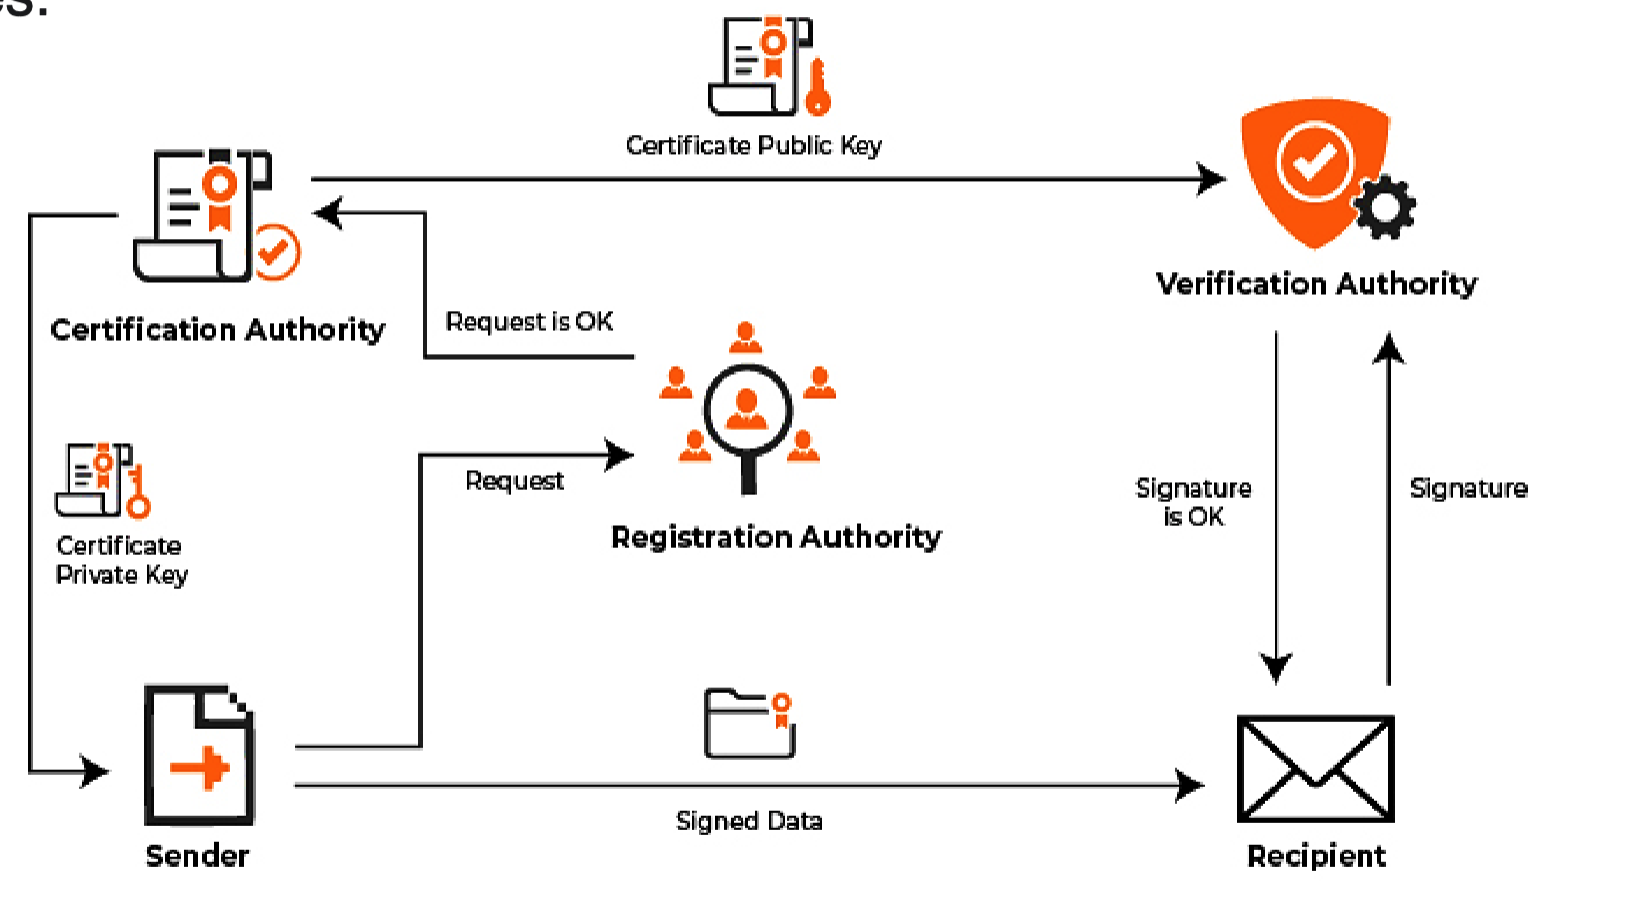 es.
Certificate Public Key
Verification Authority
Certification Authority
Request is OK
Request
Registration Authority
Certificate
Private Key
Signature
is OK
Signature
Signed Data
Sender
Recipient